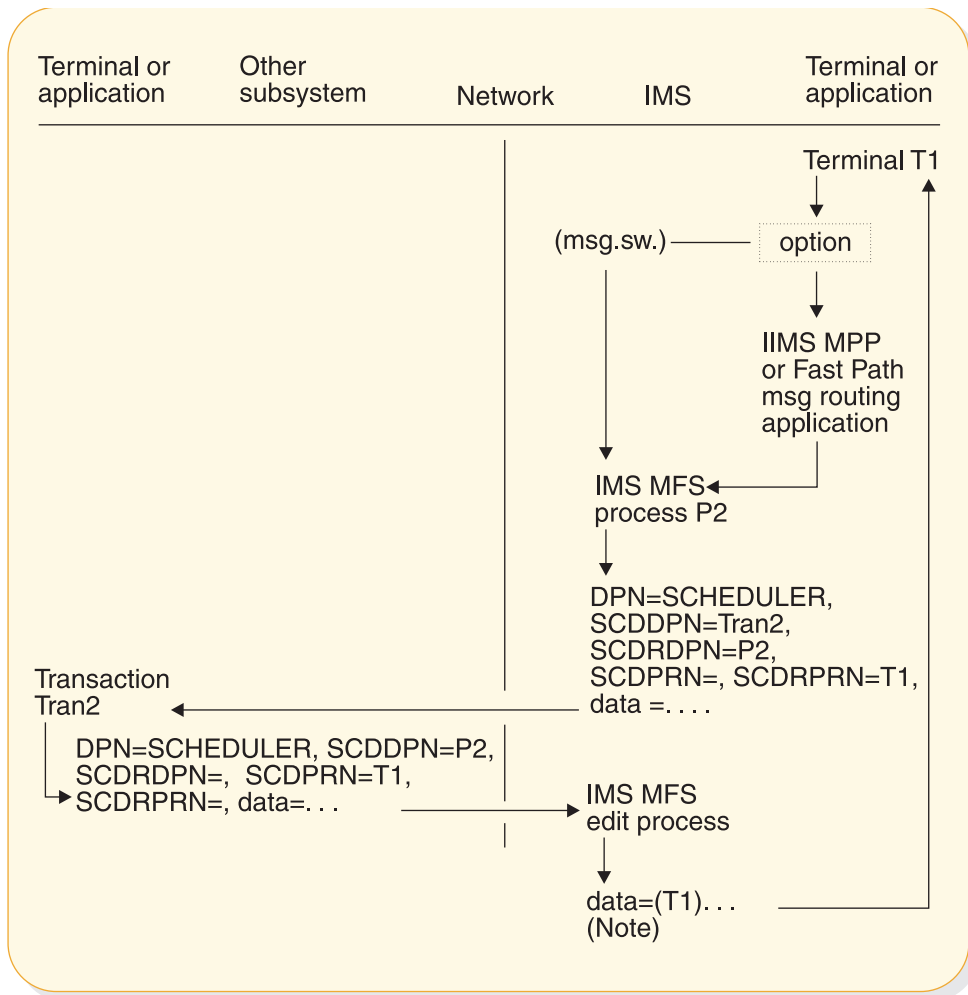 Terminal or
application
Other
subsystem
Network
IMS
Terminal or
application
Terminal T1
(msg.sw.)
option
IIMS MPP
or Fast Path
msg routing
application
IMS MFS
process P2
DPN=SCHEDULER,
SCDDPN=Tran2,
SCDRDPN=P2,
SCDPRN=, SCDRPRN=T1,
data =. . . .
Transaction
Tran2
DPN=SCHEDULER, SCDDPN=P2,
SCDRDPN=, SCDPRN=T1,
SCDRPRN=, data=. . .
IMS MFS
edit process
data=(T1). . .
(Note)